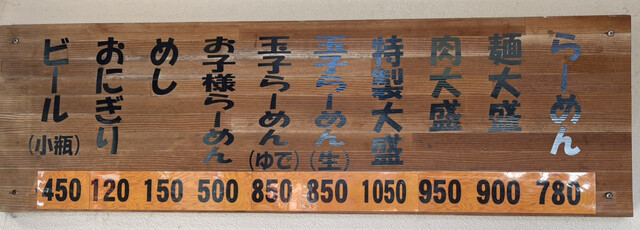 らーめん
780
麺大盛
900
肉大盛
950
特製大盛
1050
玉子らーめん(生)
850
玉子らーめん(ゆで)
850
お子様らーめん
500
めし
150
おにぎり
120
ビール(小瓶)
450